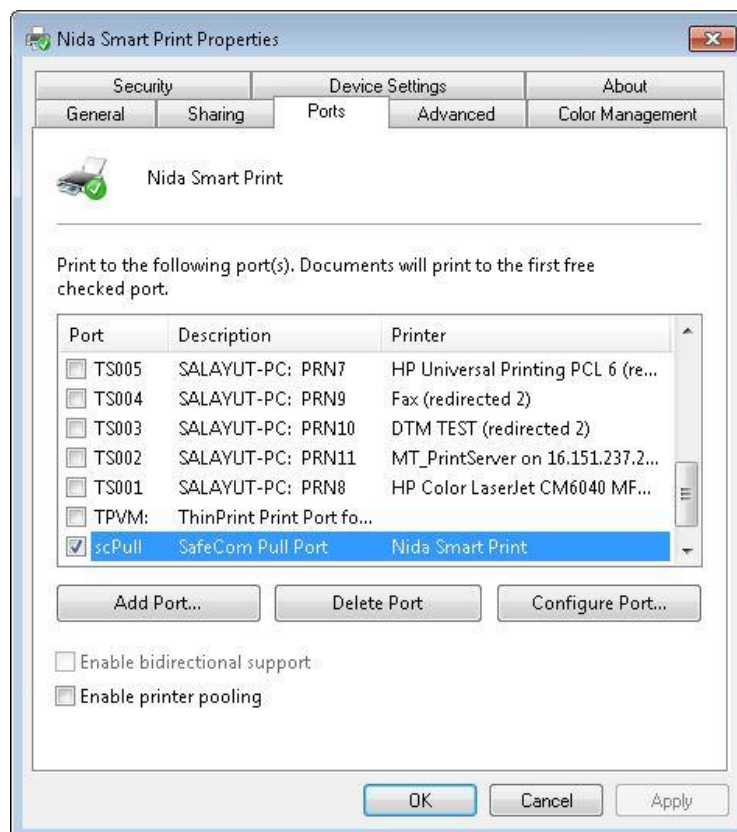 Nida Smart Print Properties
Security Device Settings About
General Sharing Ports Advanced Color Management
Nida Smart Print
Print to the following port(s). Documents will print to the first free
checked port.
Port Description Printer
TS005 SALAYUT-PC: PRN7 HP Universal Printing PCL 6 (re...
TS004 SALAYUT-PC: PRN9 Fax (redirected 2)
TS003 SALAYUT-PC: PRN10 DTM TEST (redirected 2)
TS002 SALAYUT-PC: PRN11 MT_PrintServer on 16.151.237.2...
TS001 SALAYUT-PC: PRN8 HP Color LaserJet CM6040 MF...
TPVM: ThinPrint Print Port fo...
scPull SafeCom Pull Port Nida Smart Print
Add Port... Delete Port Configure Port...
Enable bidirectional support
Enable printer pooling
OK Cancel Apply